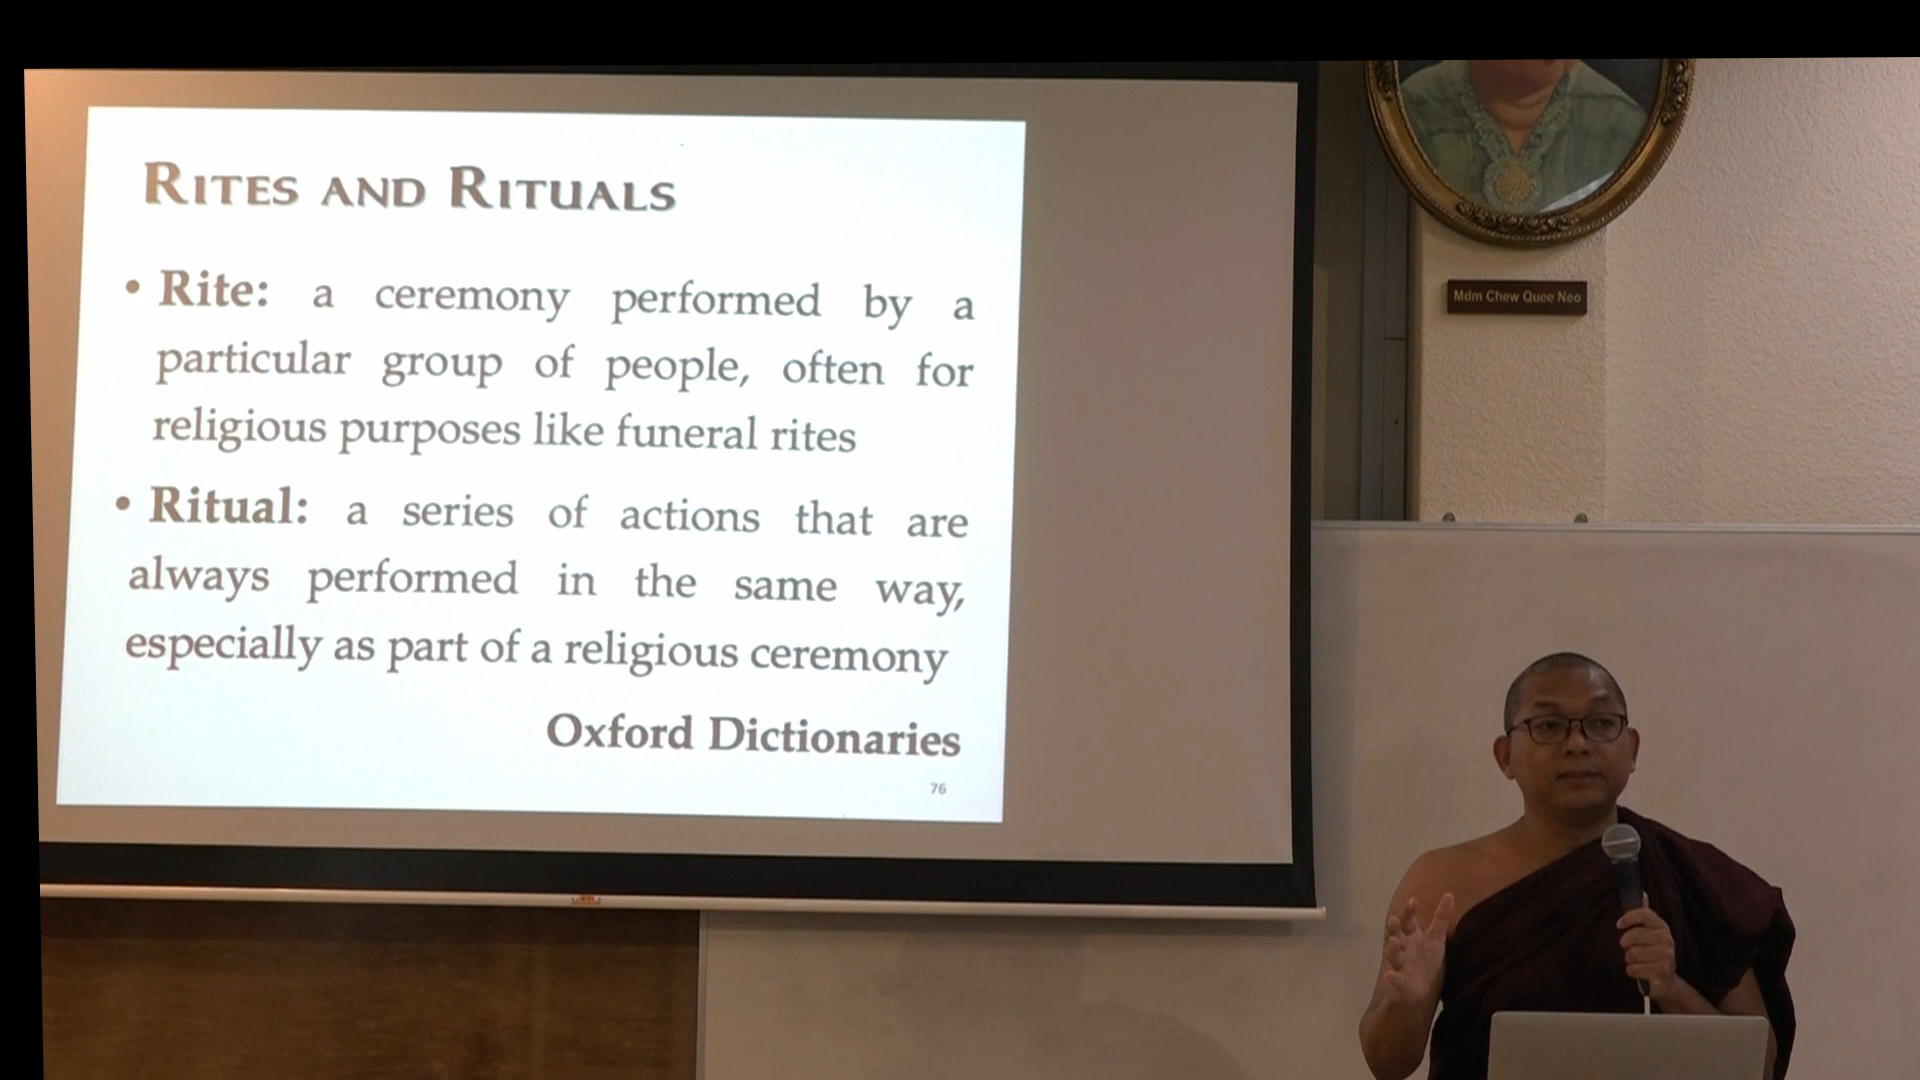 Rites and Rituals
• Rite: a ceremony performed by a
particular group of people, often for
religious purposes like funeral rites
• Ritual: a series of actions that are
always performed in the same way,
especially as part of a religious ceremony
Oxford Dictionaries
76
Mdm Chew Quee Neo